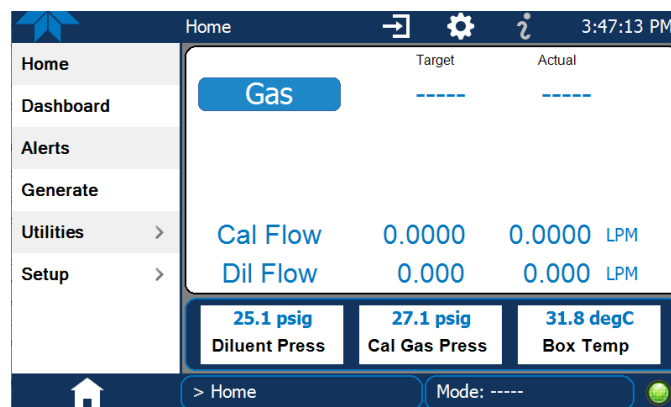 Home 3:47:13 PM
Home
Dashboard
Alerts
Generate
Utilities >
Setup >
Target Actual
Gas ----- -----
Cal Flow 0.0000 0.0000 LPM
Dil Flow 0.000 0.000 LPM
25.1 psig 27.1 psig 31.8 degC
Diluent Press Cal Gas Press Box Temp
> Home Mode: -----